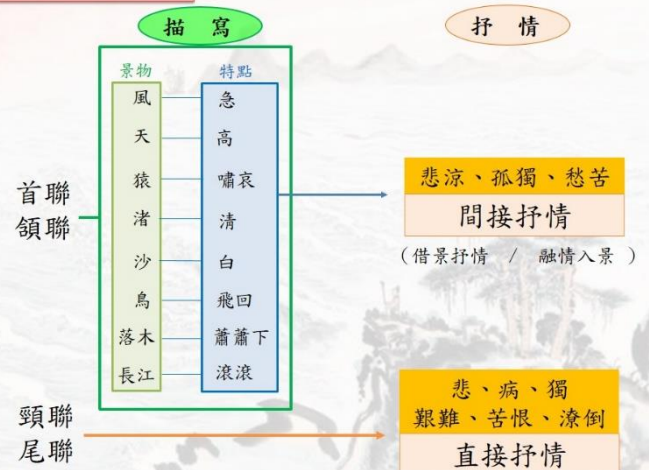 描 寫
抒 情
景物
特點
風
急
天
高
猿
嘯哀
渚
清
沙
白
鳥
飛回
落木
蕭蕭下
長江
滾滾
首聯
頷聯
悲涼、孤獨、愁苦
間接抒情
（借景抒情 / 融情入景）
頸聯
尾聯
悲、病、獨
艱難、苦恨、潦倒
直接抒情